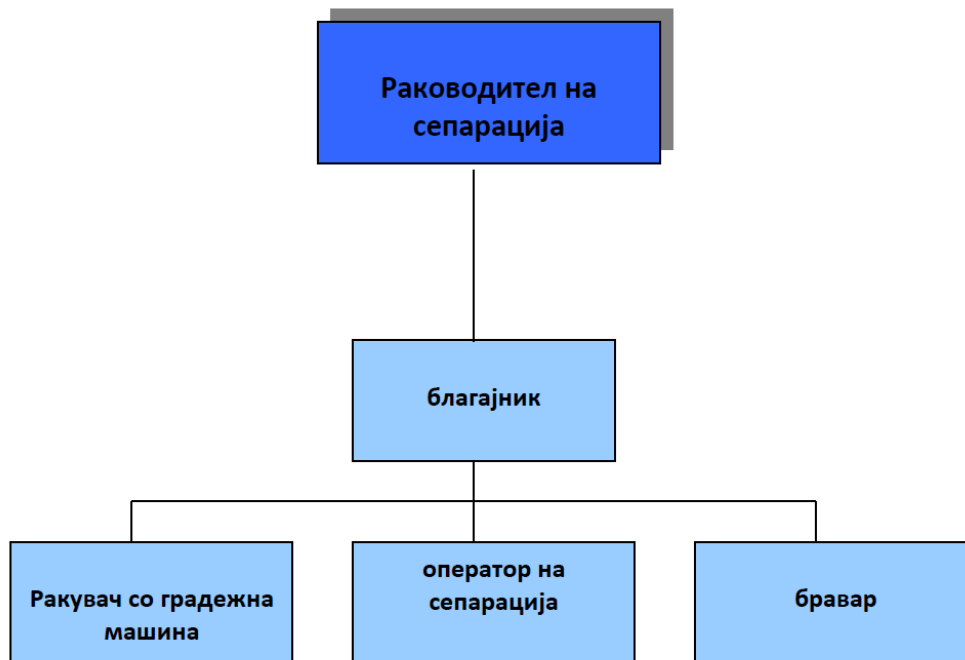 Раководител на
сепарација
благајник
Ракувач со градежна
машина
оператор на
сепарација
бравар